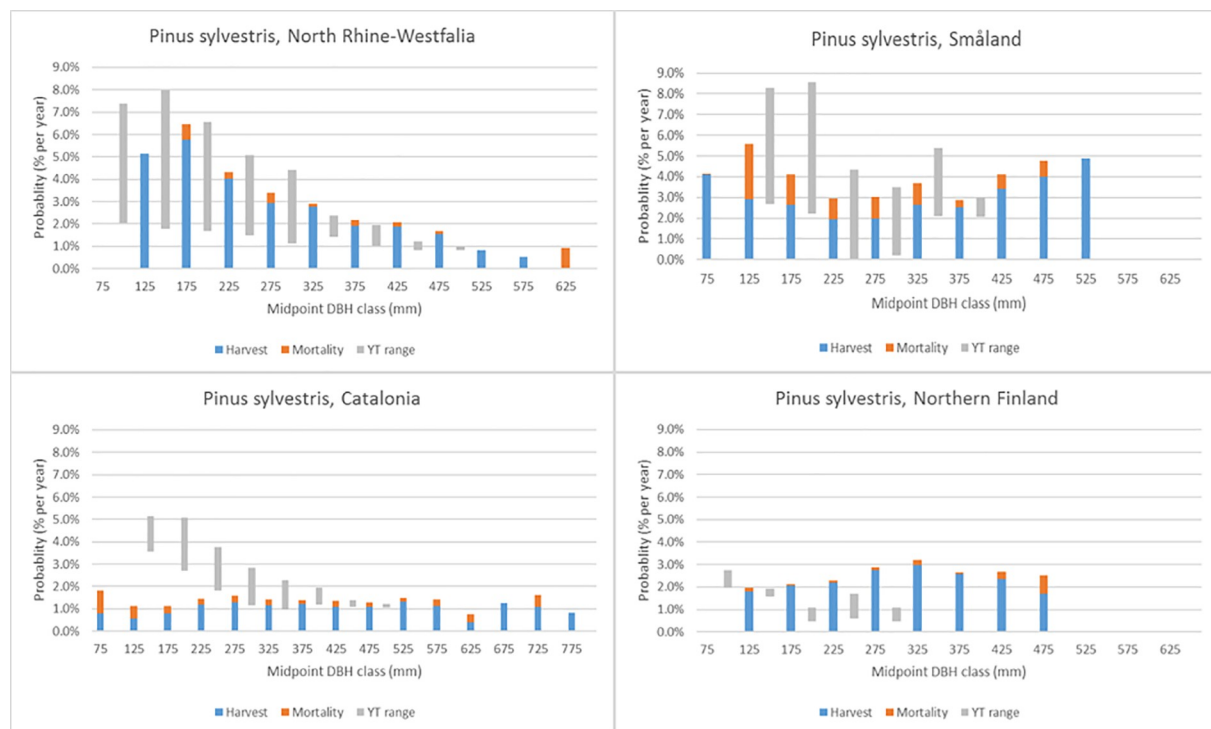 Pinus sylvestris, North Rhine-Westfalia
9.0%
8.0%
7.0%
6.0%
5.0%
4.0%
3.0%
2.0%
1.0%
0.0%
Probablity (% per year)
75 125 175 225 275 325 375 425 475 525 575 625
Midpoint DBH class (mm)
Harvest Mortality YT range
Pinus sylvestris, Småland
9.0%
8.0%
7.0%
6.0%
5.0%
4.0%
3.0%
2.0%
1.0%
0.0%
Probablity (% per year)
75 125 175 225 275 325 375 425 475 525 575 625
Midpoint DBH class (mm)
Harvest Mortality YT range
Pinus sylvestris, Catalonia
9.0%
8.0%
7.0%
6.0%
5.0%
4.0%
3.0%
2.0%
1.0%
0.0%
Probablity (% per year)
75 125 175 225 275 325 375 425 475 525 575 625 675 725 775
Midpoint DBH class (mm)
Harvest Mortality YT range
Pinus sylvestris, Northern Finland
9.0%
8.0%
7.0%
6.0%
5.0%
4.0%
3.0%
2.0%
1.0%
0.0%
Probablity (% per year)
75 125 175 225 275 325 375 425 475 525 575 625
Midpoint DBH class (mm)
Harvest Mortality YT range